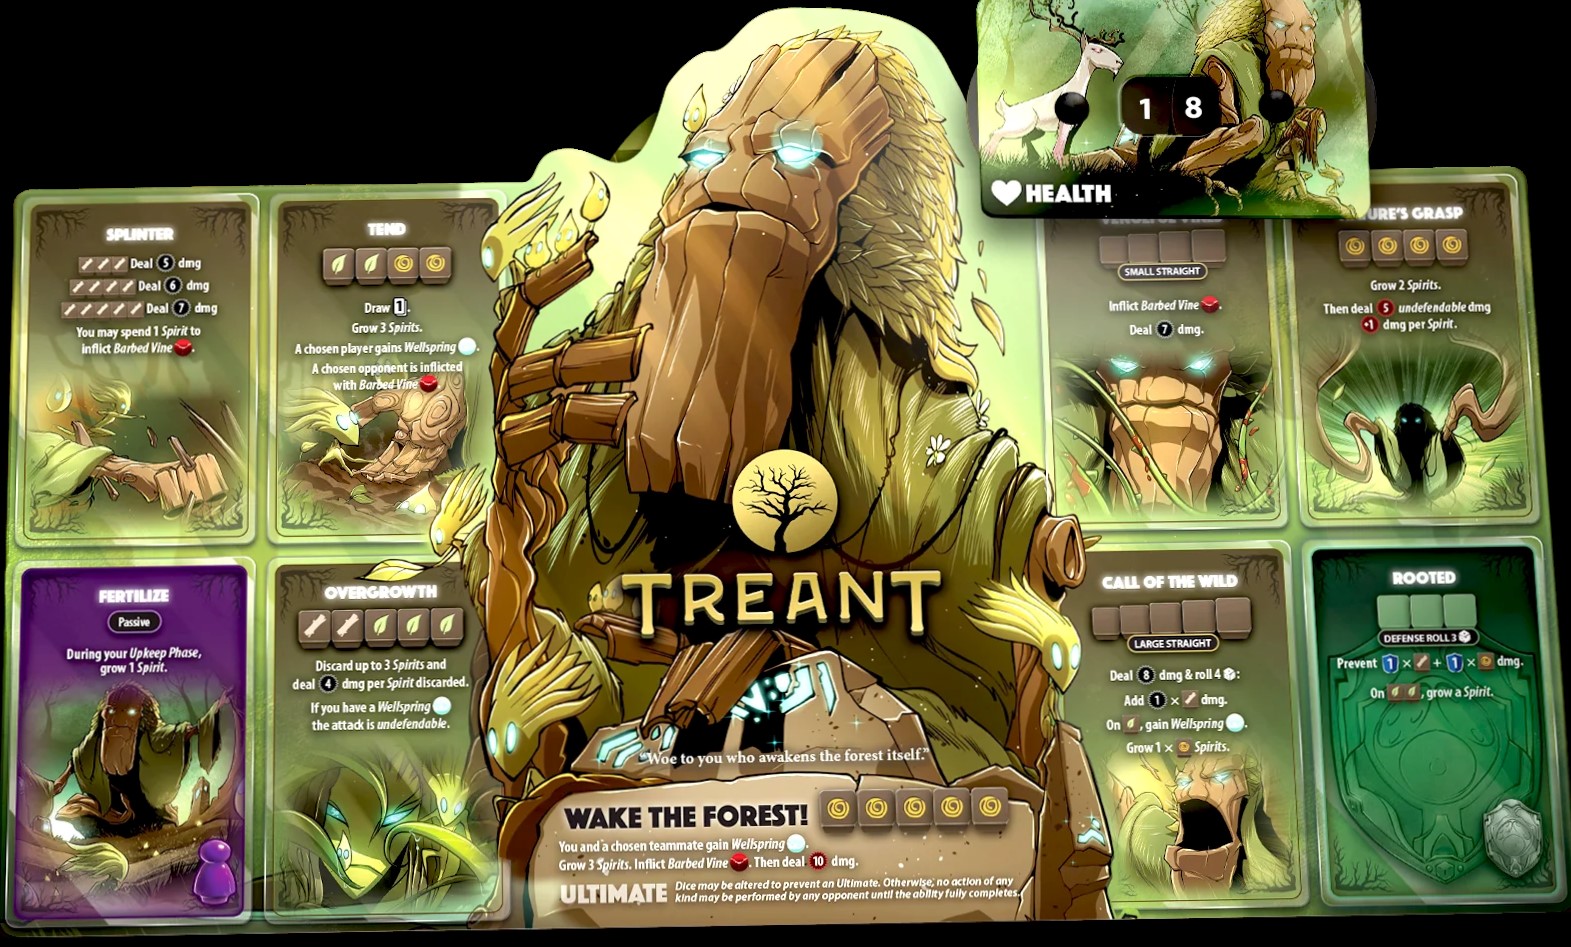 1 8
HEALTH
SPLINTER
Deal 5 dmg
Deal 6 dmg
Deal 7 dmg
You may spend 1 Spirit to
inflict Barbed Vine .
TEND
Draw 1.
Grow 3 Spirits.
A chosen player gains Wellspring .
A chosen opponent is inflicted
with Barbed Vine
SMALL STRAIGHT
Inflict Barbed Vine .
Deal 7 dmg.
URE'S GRASP
Grow 2 Spirits.
Then deal 5 undefendable dmg
+1 dmg per Spirit.
FERTILIZE
Passive
During your Upkeep Phase,
grow 1 Spirit.
OVERGROWTH
Discard up to 3 Spirits and
deal 4 dmg per Spirit discarded.
If you have a Wellspring
the attack is undefendable.
TREANT
"Woe to you who awakens the forest itself."
WAKE THE FOREST!
You and a chosen teammate gain Wellspring .
Grow 3 Spirits. Inflict Barbed Vine . Then deal 10 dmg.
ULTIMATE
Dice may be altered to prevent an Ultimate. Otherwise, no action of any
kind may be performed by any opponent until the ability fully completes.
CALL OF THE WILD
LARGE STRAIGHT
Deal 8 dmg & roll 4 :
Add 1 × dmg.
On , gain Wellspring .
Grow 1 × Spirits.
ROOTED
DEFENSE ROLL 3
Prevent 1 × + 1 × dmg.
On , grow a Spirit.